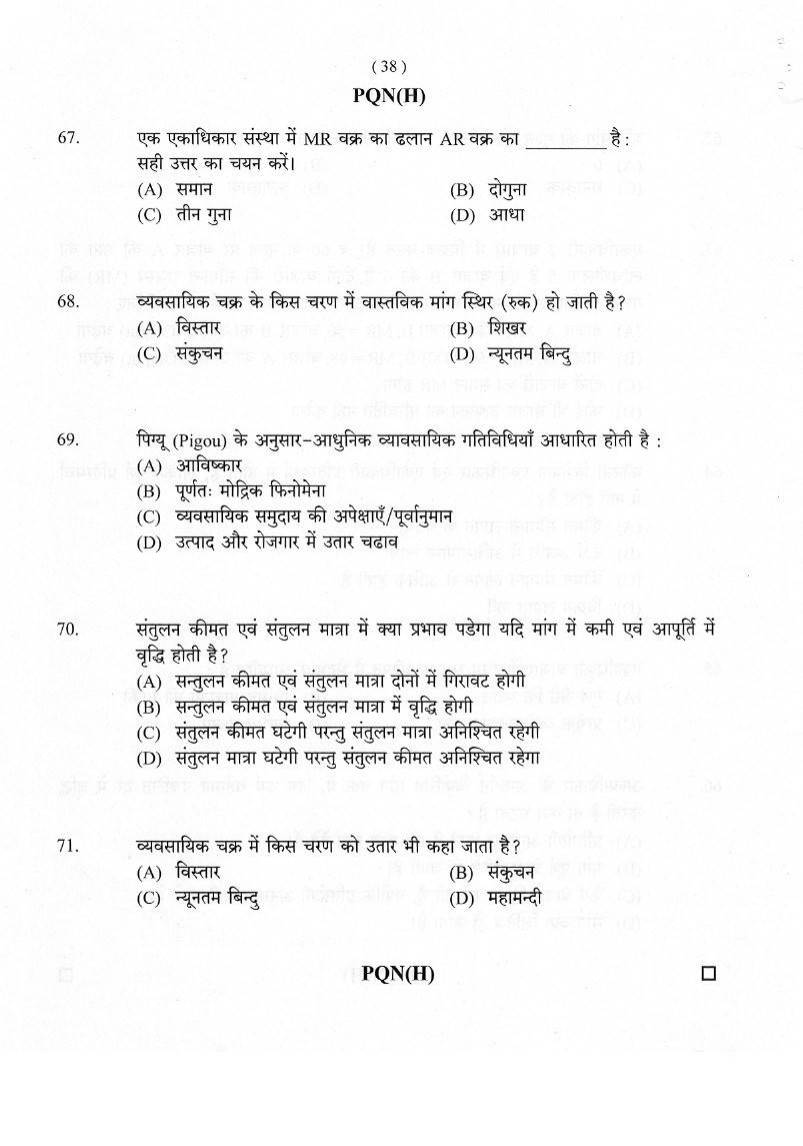 ( 38 )
PQN(H)
67. एक एकाधिकार संस्था में MR वक्र का ढलान AR वक्र का __________ है :
सही उत्तर का चयन करें।
(A) समान (B) दोगुना
(C) तीन गुना (D) आधा
68. व्यवसायिक चक्र के किस चरण में वास्तविक मांग स्थिर (रुक) हो जाती है?
(A) विस्तार (B) शिखर
(C) संकुचन (D) न्यूनतम बिन्दु
69. पिग्यू (Pigou) के अनुसार-आधुनिक व्यावसायिक गतिविधियाँ आधारित होती है :
(A) आविष्कार
(B) पूर्णतः मोद्रिक फिनोमेना
(C) व्यवसायिक समुदाय की अपेक्षाएँ/पूर्वानुमान
(D) उत्पाद और रोजगार में उतार चढाव
70. संतुलन कीमत एवं संतुलन मात्रा में क्या प्रभाव पडेगा यदि मांग में कमी एवं आपूर्ति में
वृद्धि होती है?
(A) सन्तुलन कीमत एवं संतुलन मात्रा दोनों में गिरावट होगी
(B) सन्तुलन कीमत एवं संतुलन मात्रा में वृद्धि होगी
(C) संतुलन कीमत घटेगी परन्तु संतुलन मात्रा अनिश्चित रहेगी
(D) संतुलन मात्रा घटेगी परन्तु संतुलन कीमत अनिश्चित रहेगा
71. व्यवसायिक चक्र में किस चरण को उतार भी कहा जाता है?
(A) विस्तार (B) संकुचन
(C) न्यूनतम बिन्दु (D) महामन्दी
PQN(H)